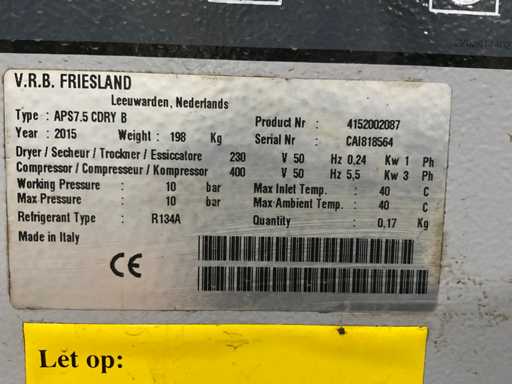 V.R.B. FRIESLAND
Leeuwarden, Nederlands
Type : APS7.5 CDRY B Product Nr : 4152002087
Year : 2015 Weight : 198 Kg Serial Nr : CAI818564
Dryer / Secheur / Trockner / Essiccatore 230 V 50 Hz 0,24 Kw 1 Ph
Compressor / Compresseur / Kompressor 400 V 50 Hz 5,5 Kw 3 Ph
Working Pressure : 10 bar Max Inlet Temp. : 40 C
Max Pressure : 10 bar Max Ambient Temp. : 40 C
Refrigerant Type : R134A Quantity : 0,17 Kg
Made in Italy
CE
Let op: